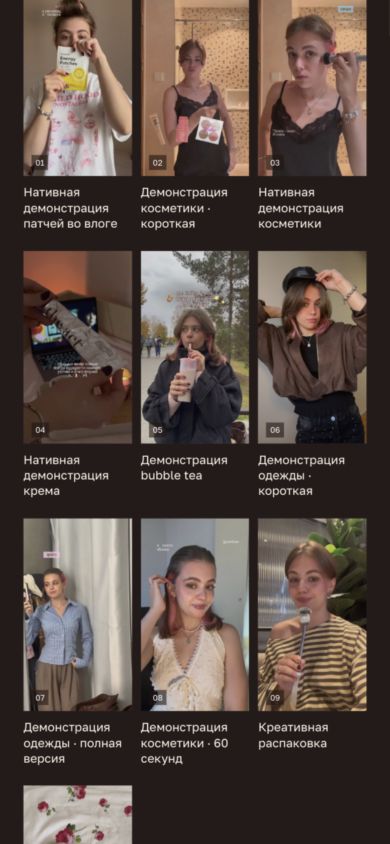 Energy
Patches
01
02
03
Нативная
демонстрация
патчей во влоге
Демонстрация
косметики ·
короткая
Нативная
демонстрация
косметики
04
05
06
Нативная
демонстрация
крема
Демонстрация
bubble tea
Демонстрация
одежды ·
короткая
07
08
09
Демонстрация
одежды · полная
версия
Демонстрация
косметики · 60
секунд
Креативная
распаковка